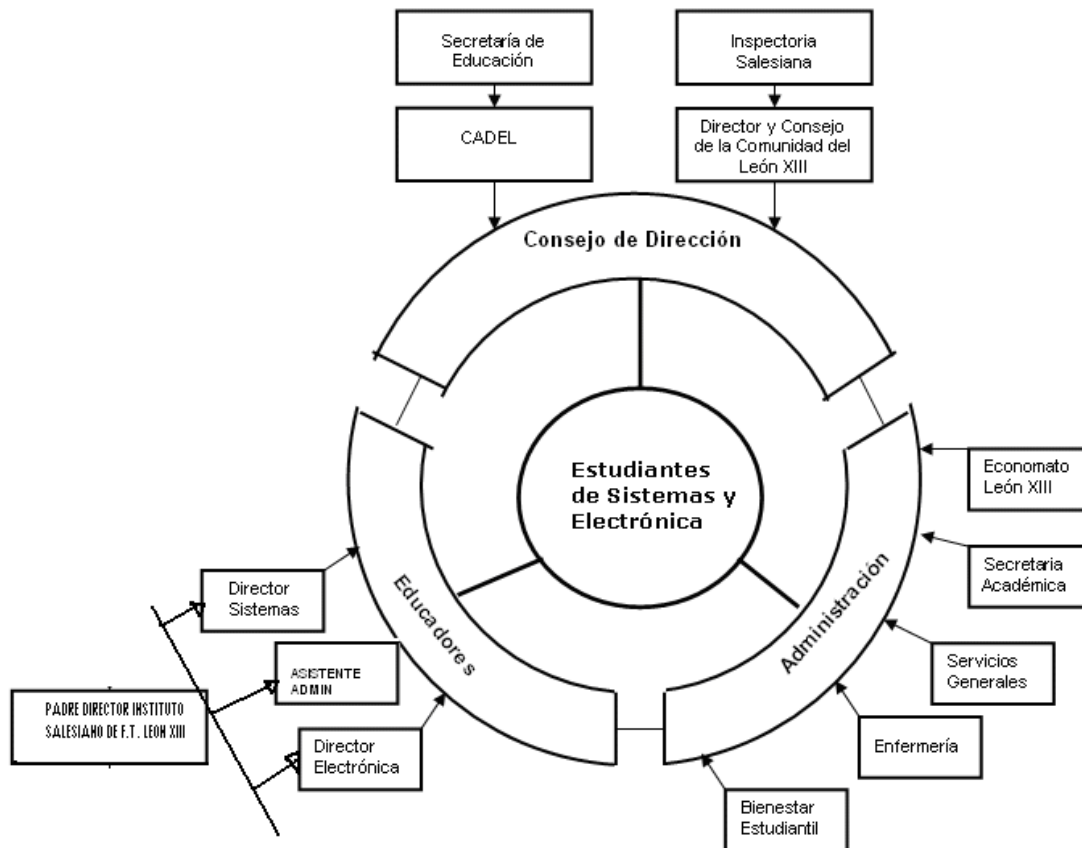 Secretaría de
Educación
Inspectoria
Salesiana
CADEL
Director y Consejo
de la Comunidad del
León XIII
Consejo de Dirección
Estudiantes
de Sistemas y
Electrónica
Economato
León XIII
Secretaria
Académica
Servicios
Generales
Enfermería
Bienestar
Estudiantil
Administración
Educadores
Director
Sistemas
ASISTENTE
ADMIN
PADRE DIRECTOR INSTITUTO
SALESIANO DE F.T. LEON XIII
Director
Electrónica